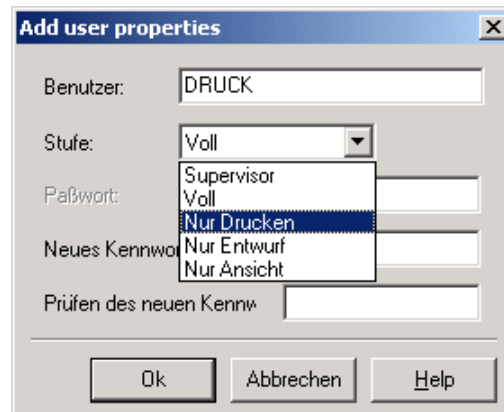 Add user properties
Benutzer: DRUCK
Stufe: Voll
Supervisor
Paßwort:
Voll
Nur Drucken
Neues Kennwo
Nur Entwurf
Nur Ansicht
Prüfen des neuen Kennw
Ok Abbrechen Help